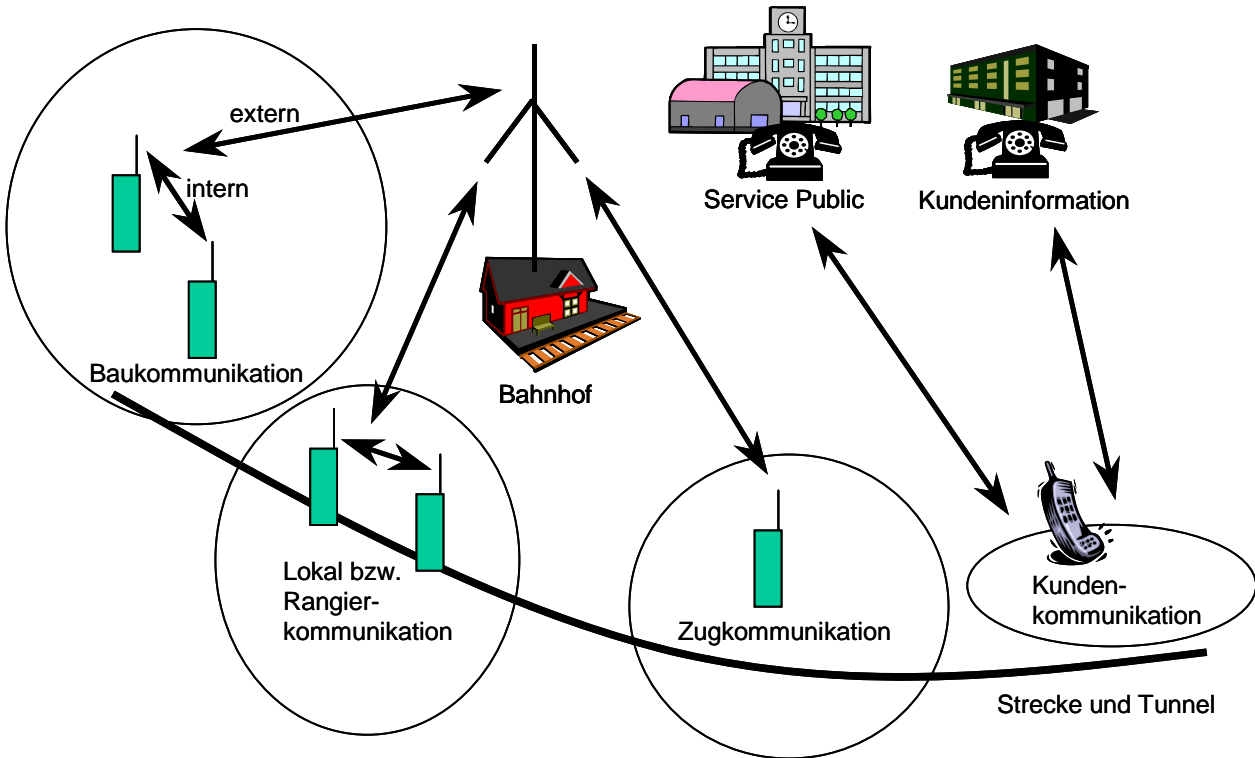 extern
intern
Service Public
Kundeninformation
Baukommunikation
Bahnhof
Lokal bzw.
Rangier-
kommunikation
Zugkommunikation
Kunden-
kommunikation
Strecke und Tunnel